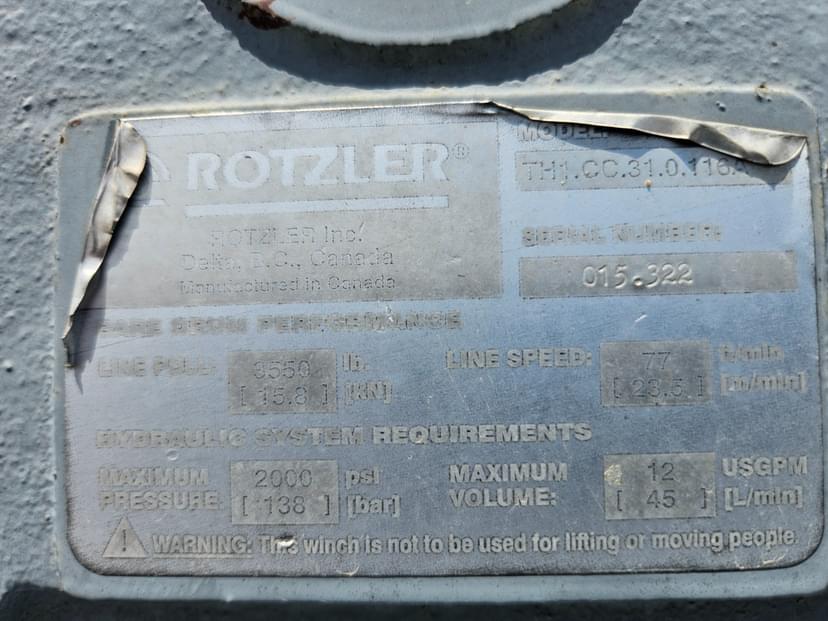 ROTZLER®
MODEL:
TH1.CC.31.0.116A
ROTZLER Inc.
Delta, B.C., Canada
Manufactured in Canada
SERIAL NUMBER:
015.322
BARE DRUM PERFORMANCE
LINE PULL: 3550 lb. LINE SPEED: 77 ft/min
[ 15.8 ] [kN] [ 23.5 ] [m/min]
HYDRAULIC SYSTEM REQUIREMENTS
MAXIMUM 2000 psi MAXIMUM 12 USGPM
PRESSURE: [ 138 ] [bar] VOLUME: [ 45 ] [L/min]
WARNING: This winch is not to be used for lifting or moving people.